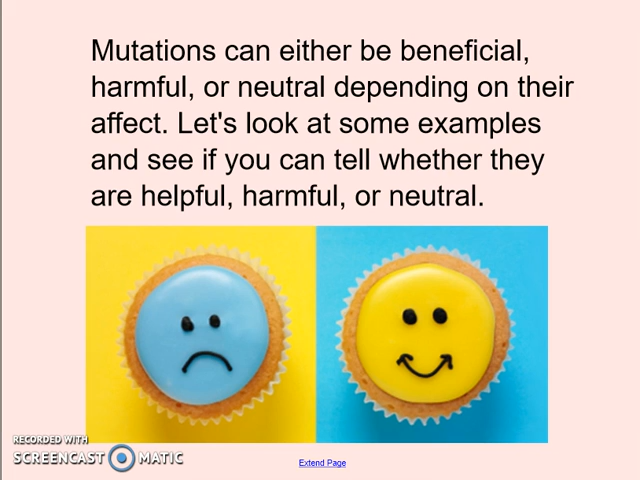 Mutations can either be beneficial,
harmful, or neutral depending on their
affect. Let's look at some examples
and see if you can tell whether they
are helpful, harmful, or neutral.
RECORDED WITH
SCREENCAST MATIC
Extend Page